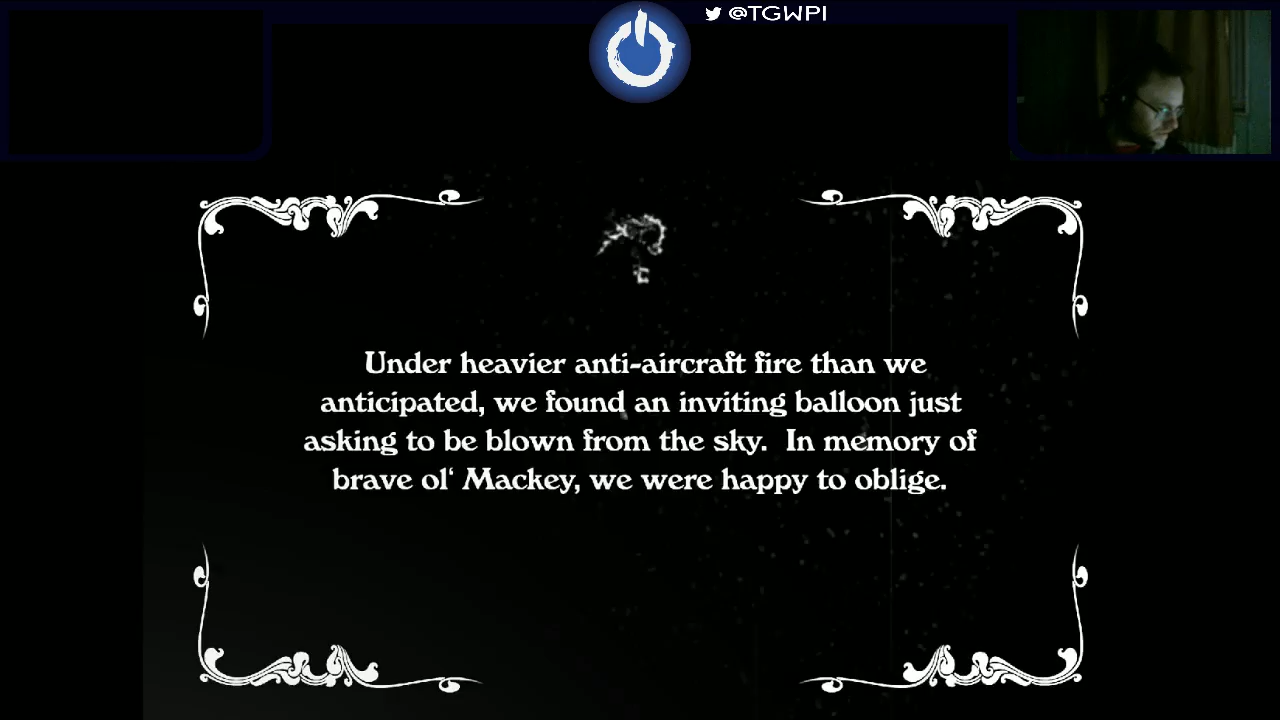 @TGWPI
Under heavier anti-aircraft fire than we
anticipated, we found an inviting balloon just
asking to be blown from the sky.  In memory of
brave ol‘ Mackey, we were happy to oblige.